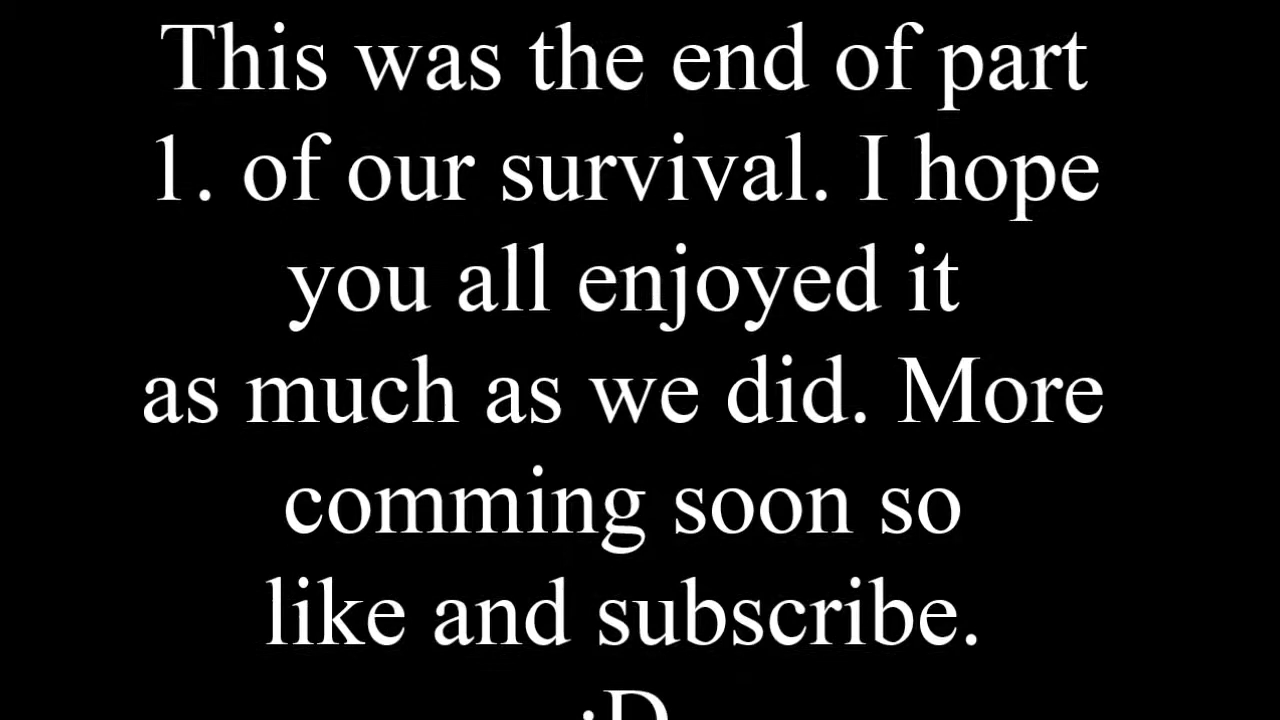 This was the end of part
1. of our survival. I hope
you all enjoyed it
as much as we did. More
comming soon so
like and subscribe.
:D